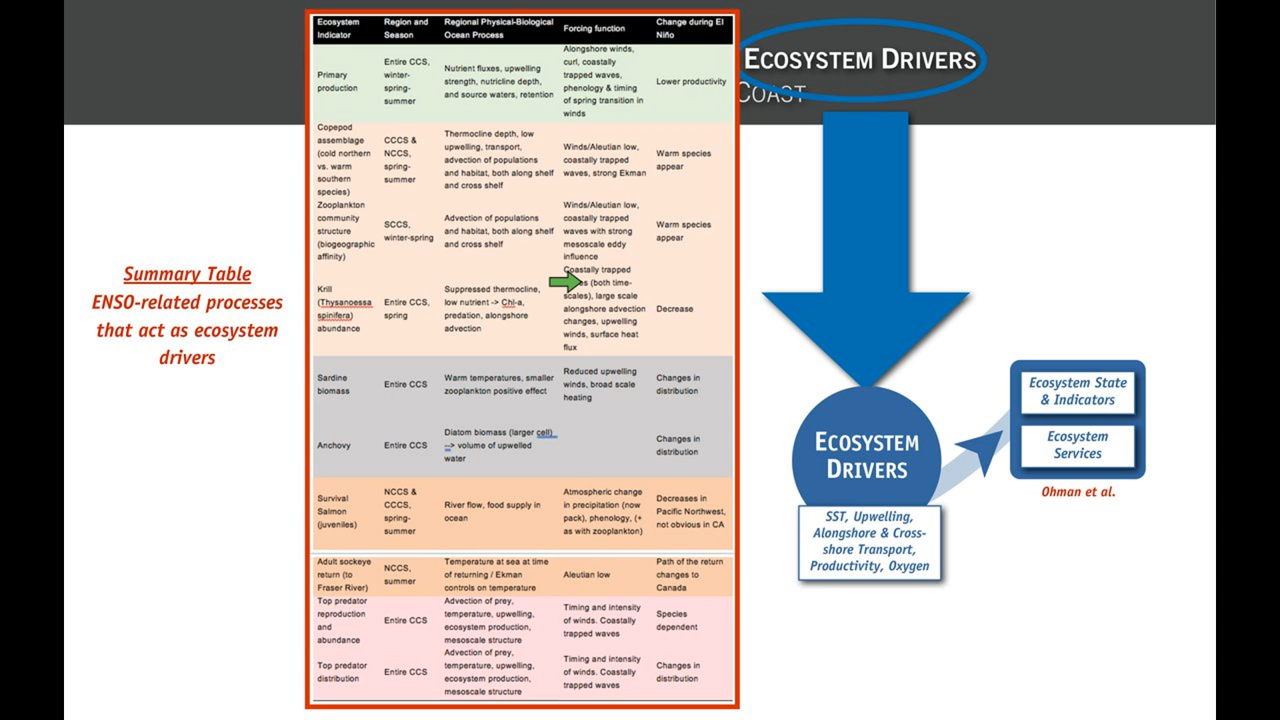 ECOSYSTEM DRIVERS
COAST
Summary Table
ENSO-related processes
that act as ecosystem
drivers
Ecosystem
Indicator
Region and
Season
Regional Physical-Biological
Ocean Process
Forcing function
Change during El
Niño
Primary
production
Entire CCS,
winter-
spring-
summer
Nutrient fluxes, upwelling
strength, nutricline depth,
and source waters, retention
Alongshore winds,
curl, coastally
trapped waves,
phenology & timing
of spring transition in
winds
Lower productivity
Copepod
assemblage
(cold northern
vs. warm
southern
species)
CCCS &
NCCS,
spring-
summer
Thermocline depth, low
upwelling, transport,
advection of populations
and habitat, both along shelf
and cross shelf
Winds/Aleutian low,
coastally trapped
waves, strong Ekman
Warm species
appear
Zooplankton
community
structure
(biogeographic
affinity)
SCCS,
winter-spring
Advection of populations
and habitat, both along shelf
and cross shelf
Winds/Aleutian low,
coastally trapped
waves with strong
mesoscale eddy
influence
Warm species
appear
Krill
(Thysanoessa
spinifera)
abundance
Entire CCS,
spring
Suppressed thermocline,
low nutrient -> Chl-a,
predation, alongshore
advection
Coastally trapped
(both time-
scales), large scale
alongshore advection
changes, upwelling
winds, surface heat
flux
Decrease
Sardine
biomass
Entire CCS
Warm temperatures, smaller
zooplankton positive effect
Reduced upwelling
winds, broad scale
heating
Changes in
distribution
Anchovy
Entire CCS
Diatom biomass (larger cell)
--> volume of upwelled
water
Changes in
distribution
Survival
Salmon
(juveniles)
NCCS &
CCCS,
spring-
summer
River flow, food supply in
ocean
Atmospheric change
in precipitation (now
pack), phenology, (+
as with zooplankton)
Decreases in
Pacific Northwest,
not obvious in CA
Adult sockeye
return (to
Fraser River)
NCCS,
summer
Temperature at sea at time
of returning / Ekman
controls on temperature
Aleutian low
Path of the return
changes to
Canada
Top predator
reproduction
and
abundance
Entire CCS
Advection of prey,
temperature, upwelling,
ecosystem production,
mesoscale structure
Timing and intensity
of winds. Coastally
trapped waves
Species
dependent
Top predator
distribution
Entire CCS
Advection of prey,
temperature, upwelling,
ecosystem production,
mesoscale structure
Timing and intensity
of winds. Coastally
trapped waves
Changes in
distribution
ECOSYSTEM
DRIVERS
SST, Upwelling,
Alongshore & Cross-
shore Transport,
Productivity, Oxygen
Ecosystem State
& Indicators
Ecosystem
Services
Ohman et al.